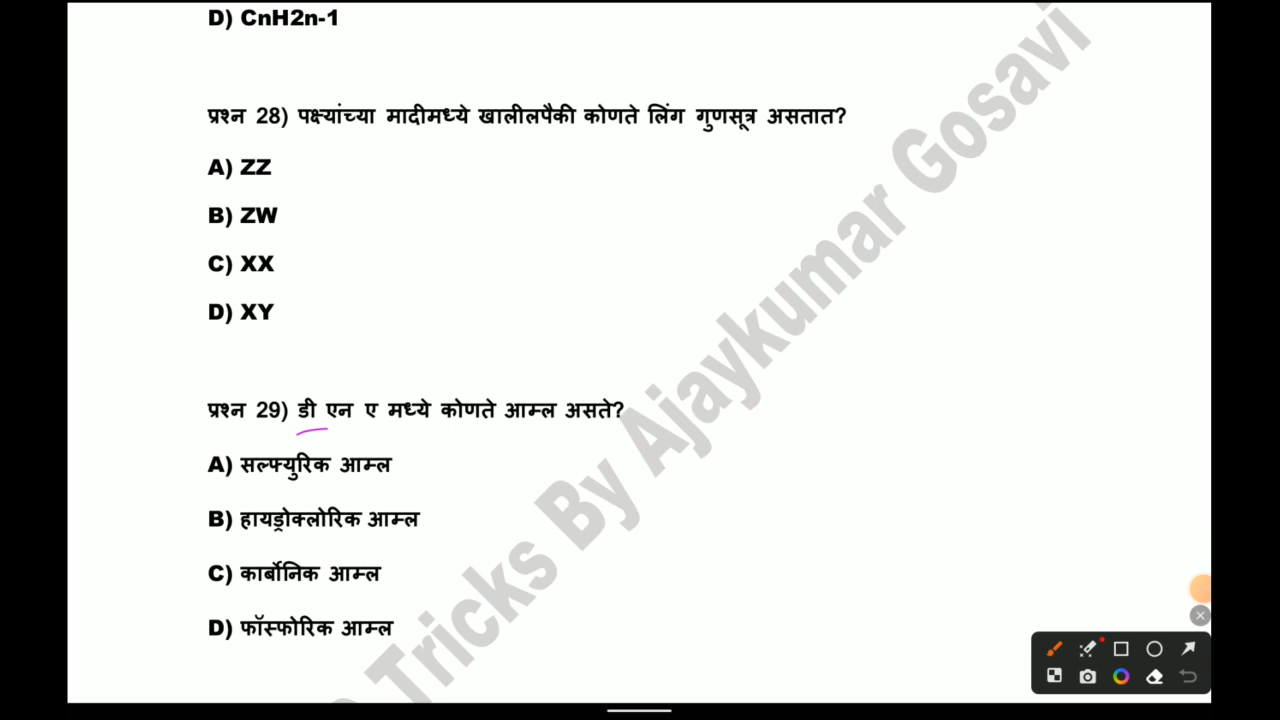 D) CnH2n-1
प्रश्न 28) पक्ष्यांच्या मादीमध्ये खालीलपैकी कोणते लिंग गुणसूत्र असतात?
A) ZZ
B) ZW
C) XX
D) XY
प्रश्न 29) डी एन ए मध्ये कोणते आम्ल असते?
A) सल्फ्युरिक आम्ल
B) हायड्रोक्लोरिक आम्ल
C) कार्बोनिक आम्ल
D) फॉस्फोरिक आम्ल
Tricks By Ajaykumar Gosavi